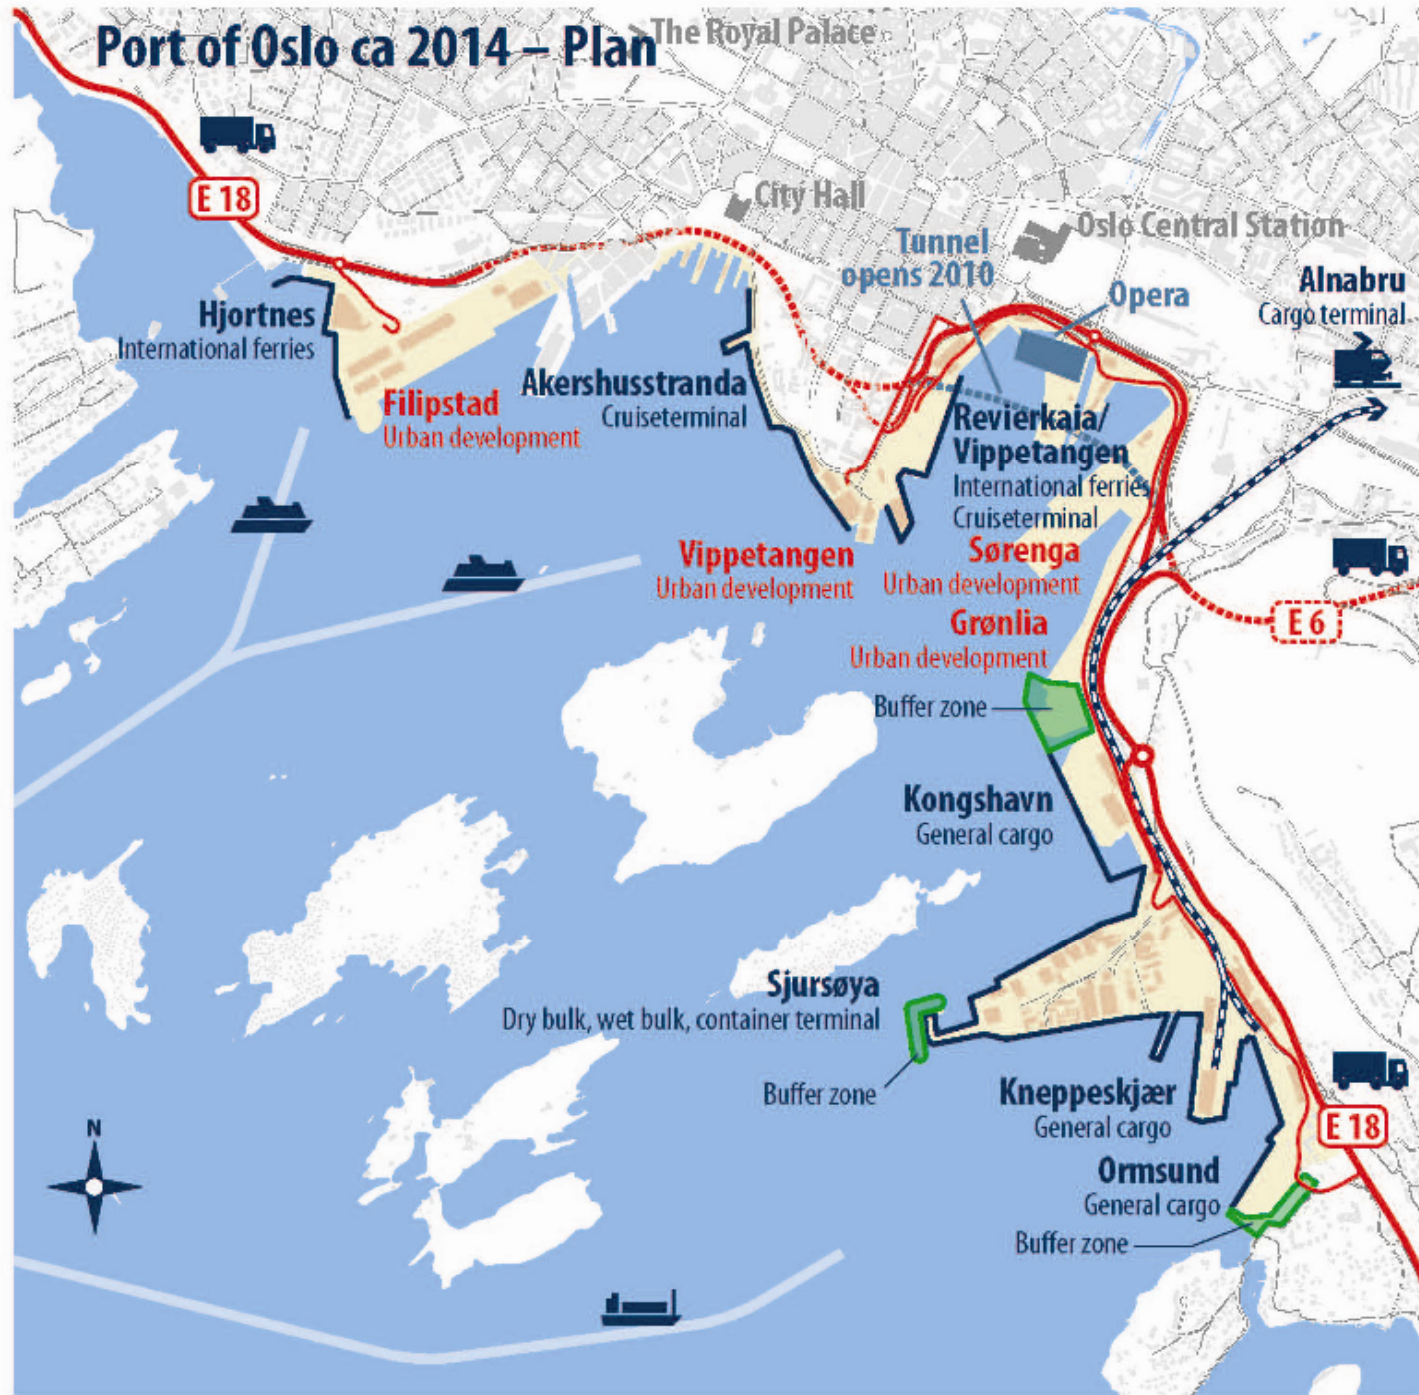 Port of Oslo ca 2014 – Plan
The Royal Palace
E 18
City Hall
Oslo Central Station
Tunnel
opens 2010
Opera
Alnabru
Cargo terminal
Hjortnes
International ferries
Filipstad
Urban development
Akershusstranda
Cruiseterminal
Revierkaia/
Vippetangen
International ferries
Cruiseterminal
Vippetangen
Urban development
Sørenga
Urban development
E 6
Grønlia
Urban development
Buffer zone
Kongshavn
General cargo
Sjursøya
Dry bulk, wet bulk, container terminal
Buffer zone
Kneppeskjær
General cargo
E 18
N
Ormsund
General cargo
Buffer zone